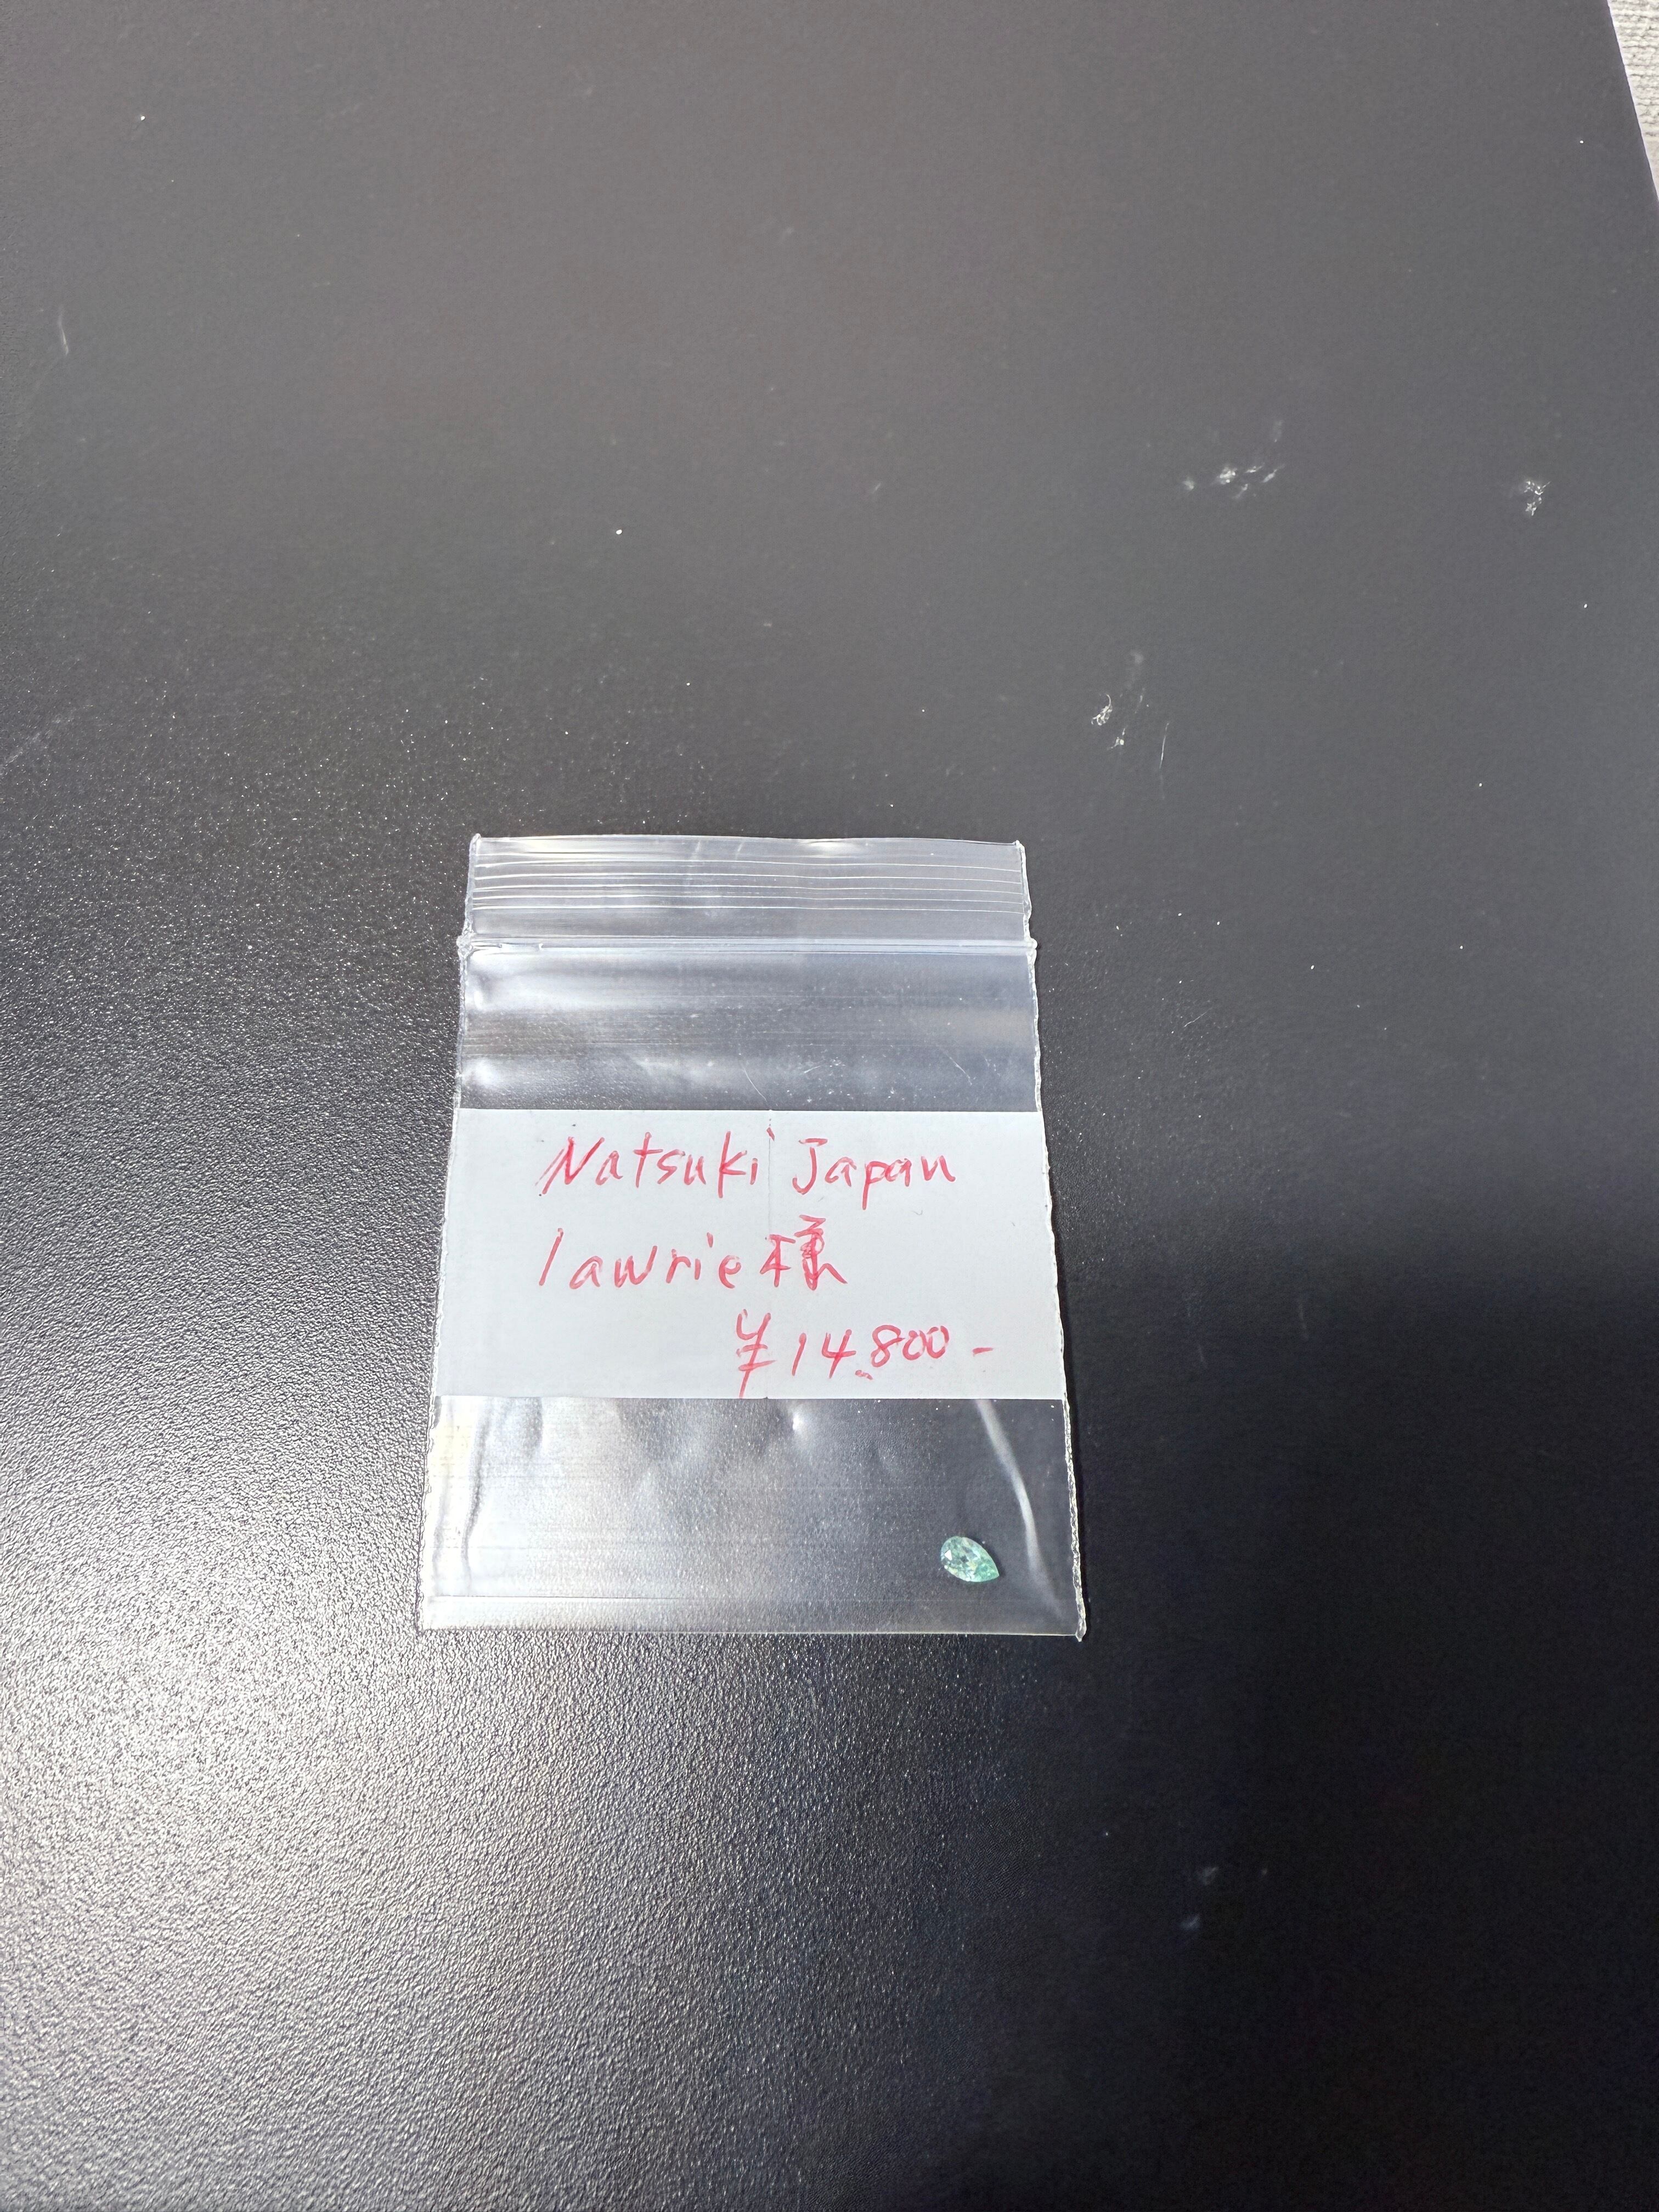 Natsuki Japan
lawrie様
¥14,800-